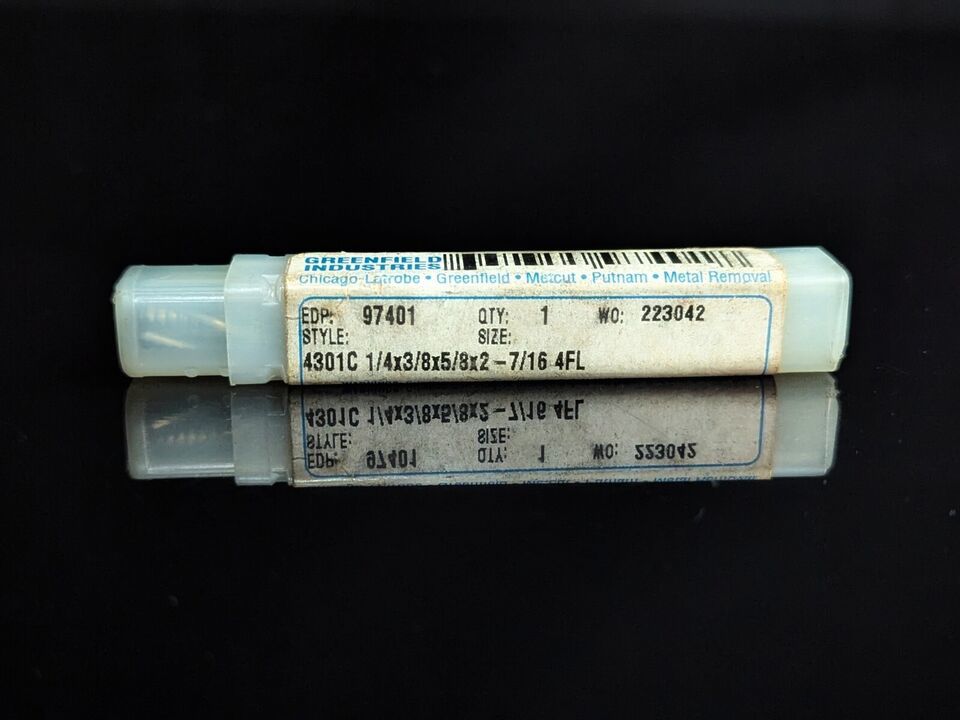 GREENFIELD
INDUSTRIES
Chicago-Latrobe • Greenfield • Metcut • Putnam • Metal Removal
EDP: 97401 QTY: 1 WO: 223042
STYLE: SIZE:
4301C 1/4x3/8x5/8x2-7/16 4FL